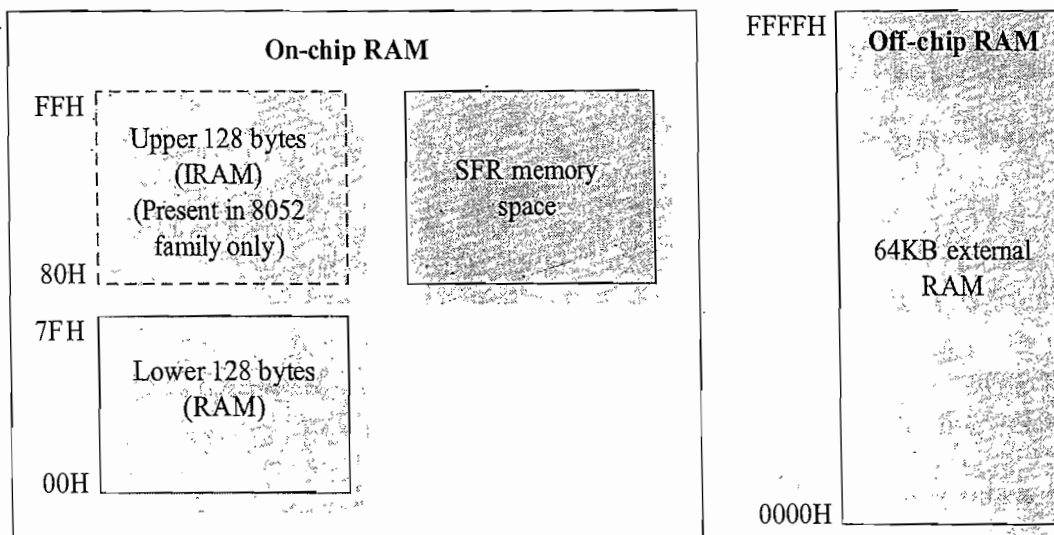 On-chip RAM
FFH
Upper 128 bytes
(IRAM)
(Present in 8052
family only)
80H
SFR memory
space
7FH
Lower 128 bytes
(RAM)
00H
FFFFH
Off-chip RAM
64KB external
RAM
0000H